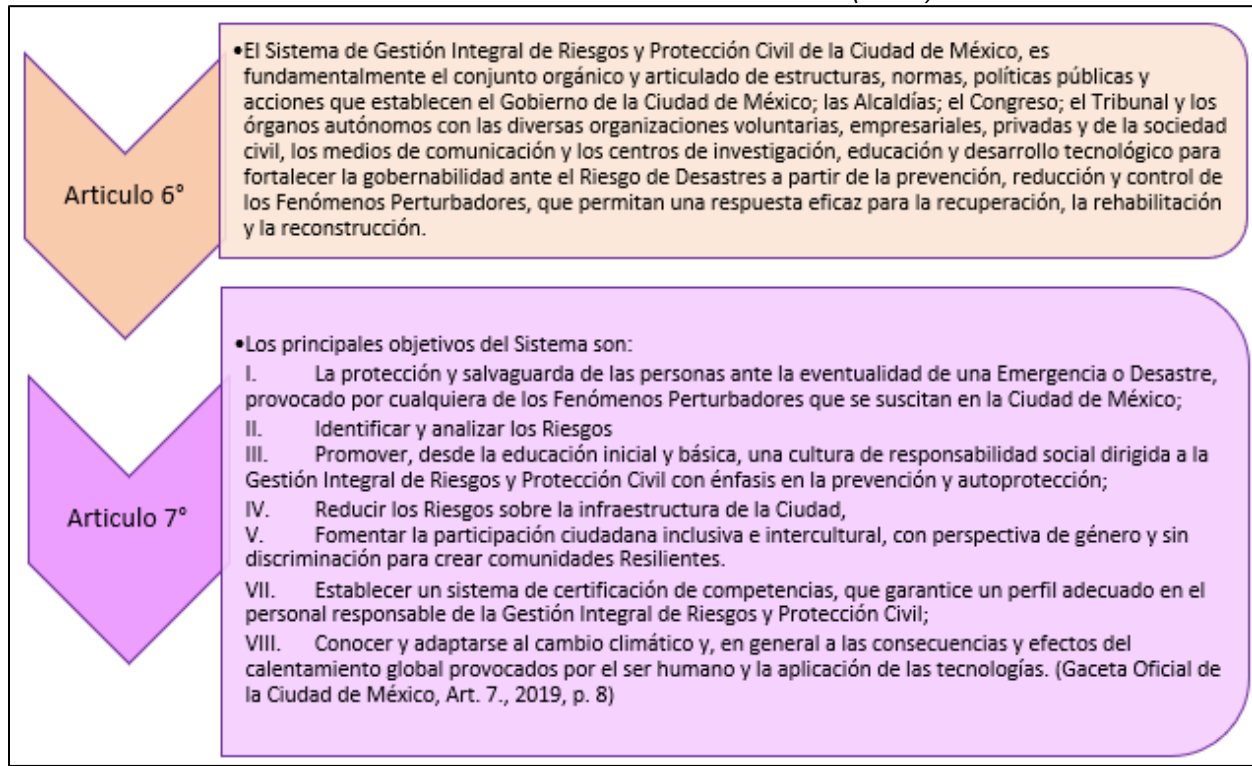 Articulo 6°
•El Sistema de Gestión Integral de Riesgos y Protección Civil de la Ciudad de México, es
fundamentalmente el conjunto orgánico y articulado de estructuras, normas, políticas públicas y
acciones que establecen el Gobierno de la Ciudad de México; las Alcaldías; el Congreso; el Tribunal y los
órganos autónomos con las diversas organizaciones voluntarias, empresariales, privadas y de la sociedad
civil, los medios de comunicación y los centros de investigación, educación y desarrollo tecnológico para
fortalecer la gobernabilidad ante el Riesgo de Desastres a partir de la prevención, reducción y control de
los Fenómenos Perturbadores, que permitan una respuesta eficaz para la recuperación, la rehabilitación
y la reconstrucción.
Articulo 7°
•Los principales objetivos del Sistema son:
I. La protección y salvaguarda de las personas ante la eventualidad de una Emergencia o Desastre,
provocado por cualquiera de los Fenómenos Perturbadores que se suscitan en la Ciudad de México;
II. Identificar y analizar los Riesgos
III. Promover, desde la educación inicial y básica, una cultura de responsabilidad social dirigida a la
Gestión Integral de Riesgos y Protección Civil con énfasis en la prevención y autoprotección;
IV. Reducir los Riesgos sobre la infraestructura de la Ciudad,
V. Fomentar la participación ciudadana inclusiva e intercultural, con perspectiva de género y sin
discriminación para crear comunidades Resilientes.
VII. Establecer un sistema de certificación de competencias, que garantice un perfil adecuado en el
personal responsable de la Gestión Integral de Riesgos y Protección Civil;
VIII. Conocer y adaptarse al cambio climático y, en general a las consecuencias y efectos del
calentamiento global provocados por el ser humano y la aplicación de las tecnologías. (Gaceta Oficial de
la Ciudad de México, Art. 7., 2019, p. 8)